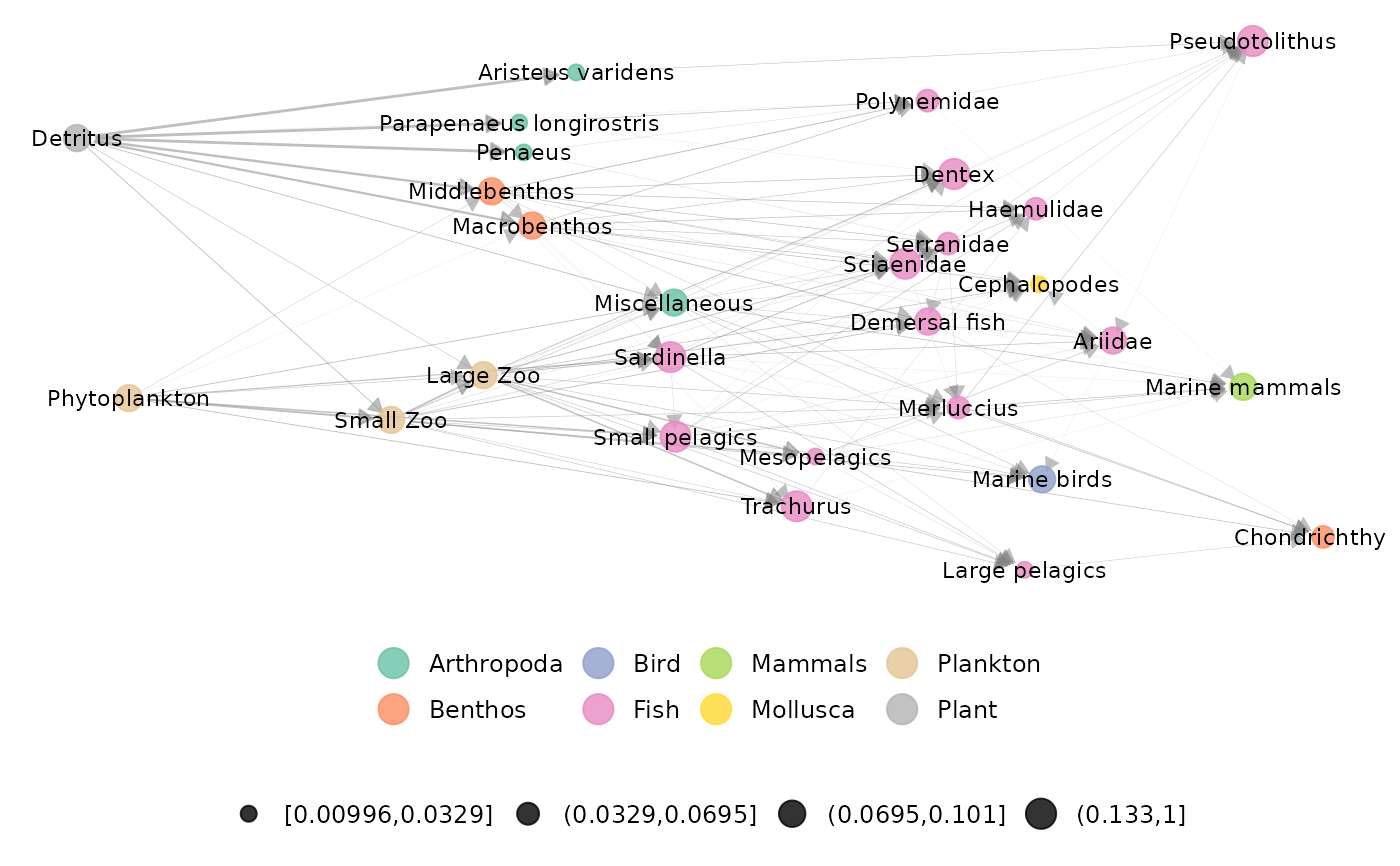 Pseudotolithus
Aristeus varidens
Polynemidae
Parapenaeus longirostris
Detritus
Penaeus
Dentex
Middlebenthos
Haemulidae
Macrobenthos
Serranidae
Sciaenidae
Cephalopodes
Miscellaneous
Demersal fish
Ariidae
Sardinella
Large Zoo
Marine mammals
Phytoplankton
Merluccius
Small Zoo
Small pelagics
Mesopelagics
Marine birds
Trachurus
Chondrichthy
Large pelagics
Arthropoda Bird Mammals Plankton
Benthos Fish Mollusca Plant
[0.00996,0.0329] (0.0329,0.0695] (0.0695,0.101] (0.133,1]